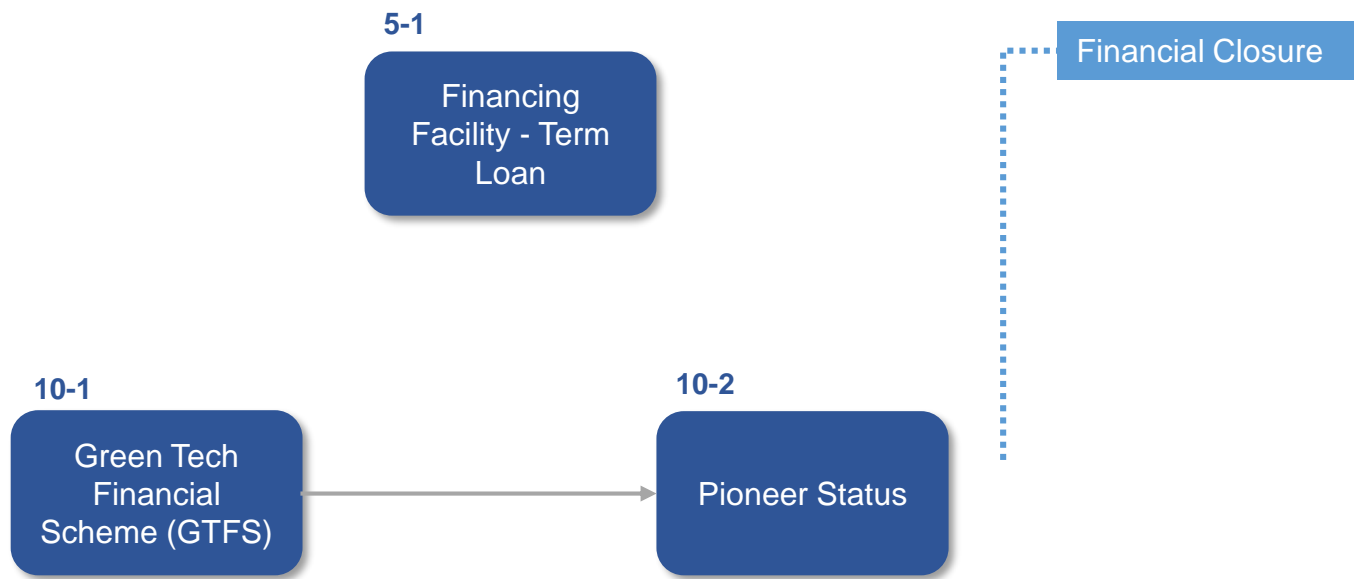 5-1
Financing
Facility - Term
Loan
Financial Closure
10-1
Green Tech
Financial
Scheme (GTFS)
10-2
Pioneer Status